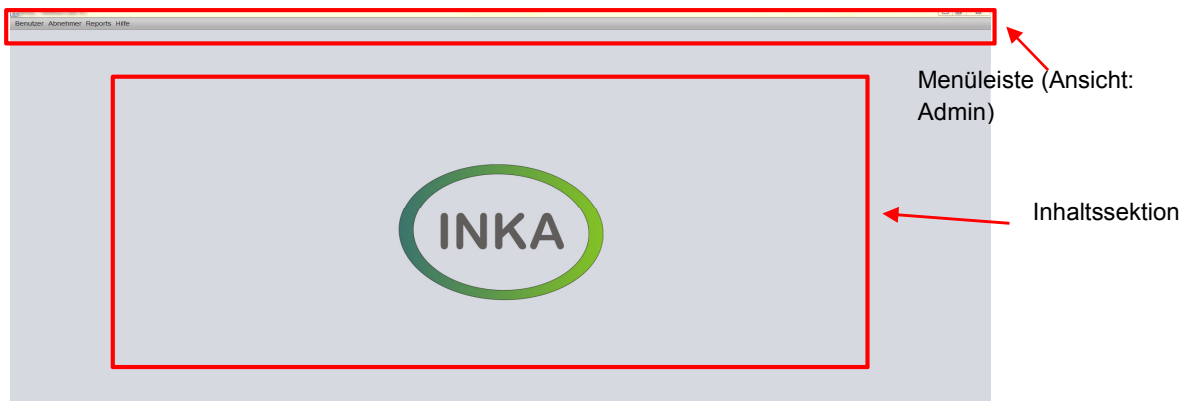 Benutzer Abnehmer Reports Hilfe
Menüleiste (Ansicht:
Admin)
INKA
Inhaltssektion